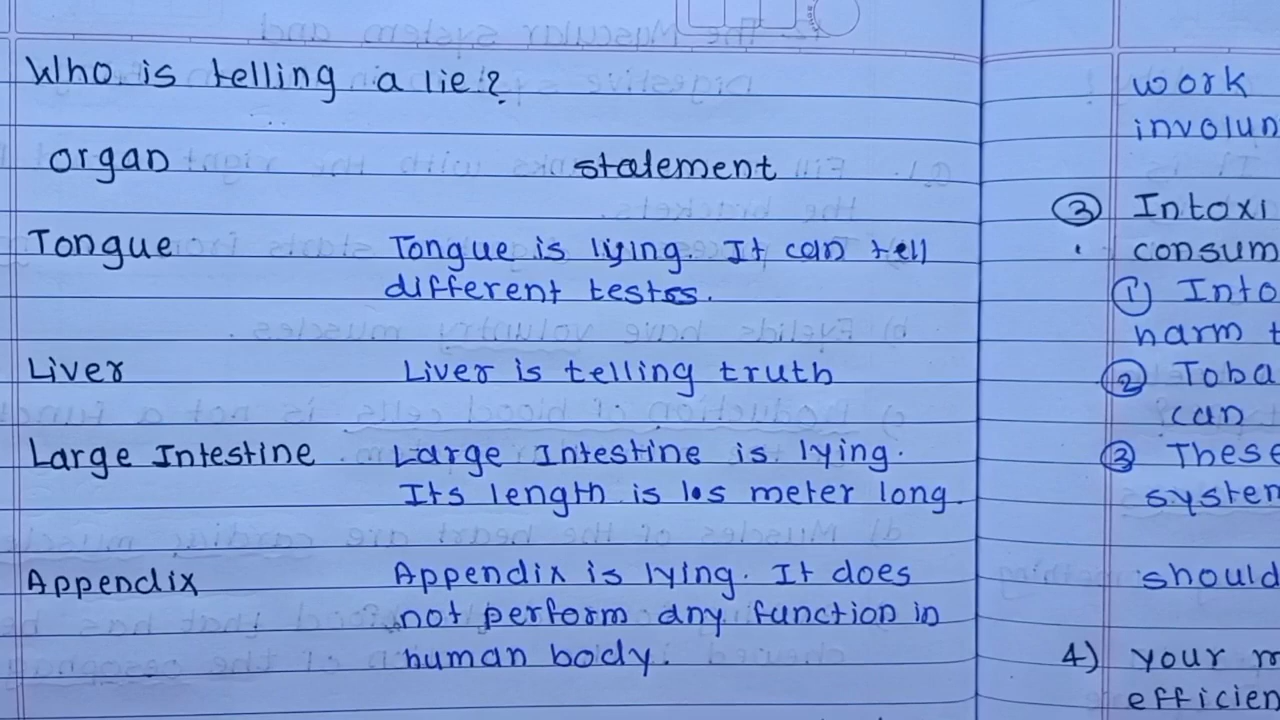 Who is telling a lie?
organ statement
Tongue Tongue is lying. It can tell
different testes.
Liver Liver is telling truth
Large Intestine Large Intestine is lying.
Its length is 1.5 meter long.
Appendix Appendix is lying. It does
not perform any function in
human body.
work
involun
③ Intoxi
consum
① Into
harm t
② Toba
can
③ These
system
should
4) your m
efficien